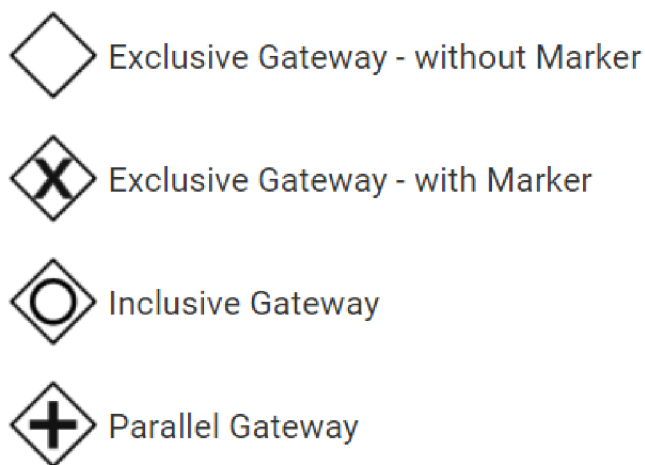 Exclusive Gateway - without Marker
Exclusive Gateway - with Marker
Inclusive Gateway
Parallel Gateway